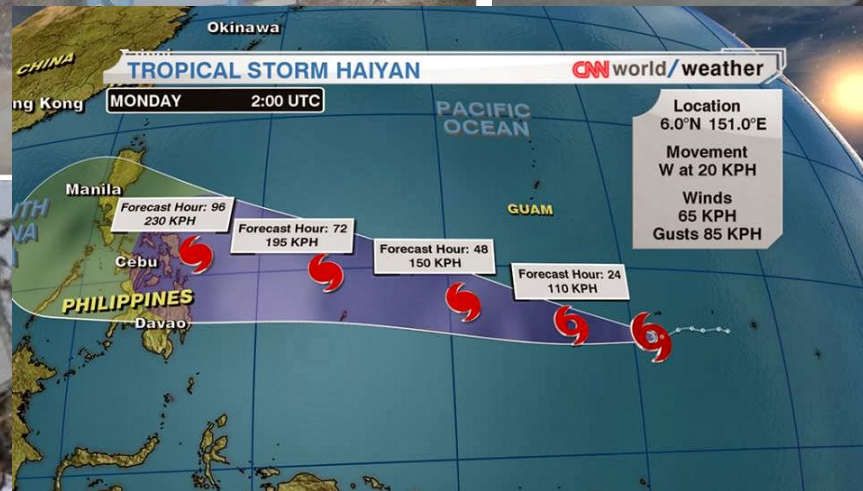 Okinawa
CHINA
TROPICAL STORM HAIYAN
CNN world/weather
ng Kong
MONDAY 2:00 UTC
PACIFIC
OCEAN
Location
6.0°N 151.0°E
Movement
W at 20 KPH
Winds
65 KPH
Gusts 85 KPH
Manila
GUAM
Forecast Hour: 96
230 KPH
Forecast Hour: 72
195 KPH
Forecast Hour: 48
150 KPH
Forecast Hour: 24
110 KPH
Cebu
PHILIPPINES
Davao